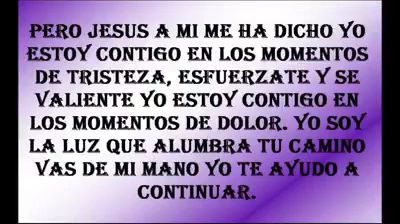 PERO JESUS A MI ME HA DICHO YO
ESTOY CONTIGO EN LOS MOMENTOS
DE TRISTEZA, ESFUERZATE Y SE
VALIENTE YO ESTOY CONTIGO EN
LOS MOMENTOS DE DOLOR. YO SOY
LA LUZ QUE ALUMBRA TU CAMINO
VAS DE MI MANO YO TE AYUDO A
CONTINUAR.